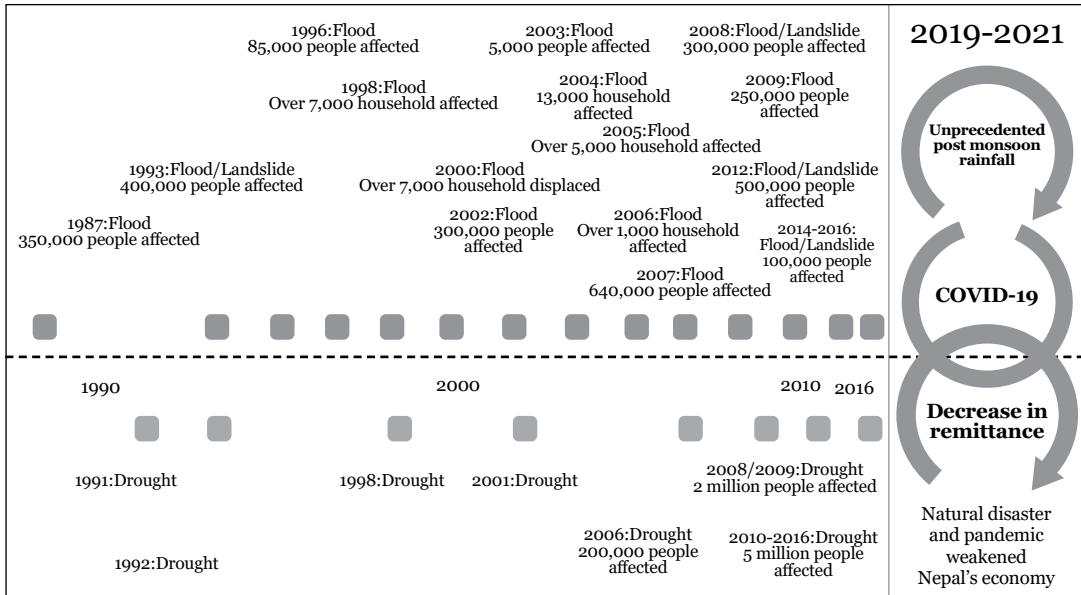 1996:Flood
85,000 people affected
2003:Flood
5,000 people affected
2008:Flood/Landslide
300,000 people affected
1998:Flood
Over 7,000 household affected
2004:Flood
13,000 household
affected
2009:Flood
250,000 people
affected
2005:Flood
Over 5,000 household affected
1993:Flood/Landslide
400,000 people affected
2000:Flood
Over 7,000 household displaced
2012:Flood/Landslide
500,000 people
affected
1987:Flood
350,000 people affected
2002:Flood
300,000 people
affected
2006:Flood
Over 1,000 household
affected
2014-2016:
Flood/Landslide
100,000 people
affected
2007:Flood
640,000 people affected
1990
2000
2010
2016
1991:Drought
1998:Drought
2001:Drought
2008/2009:Drought
2 million people affected
1992:Drought
2006:Drought
200,000 people
affected
2010-2016:Drought
5 million people
affected
2019-2021
Unprecedented
post monsoon
rainfall
COVID-19
Decrease in
remittance
Natural disaster
and pandemic
weakened
Nepal's economy